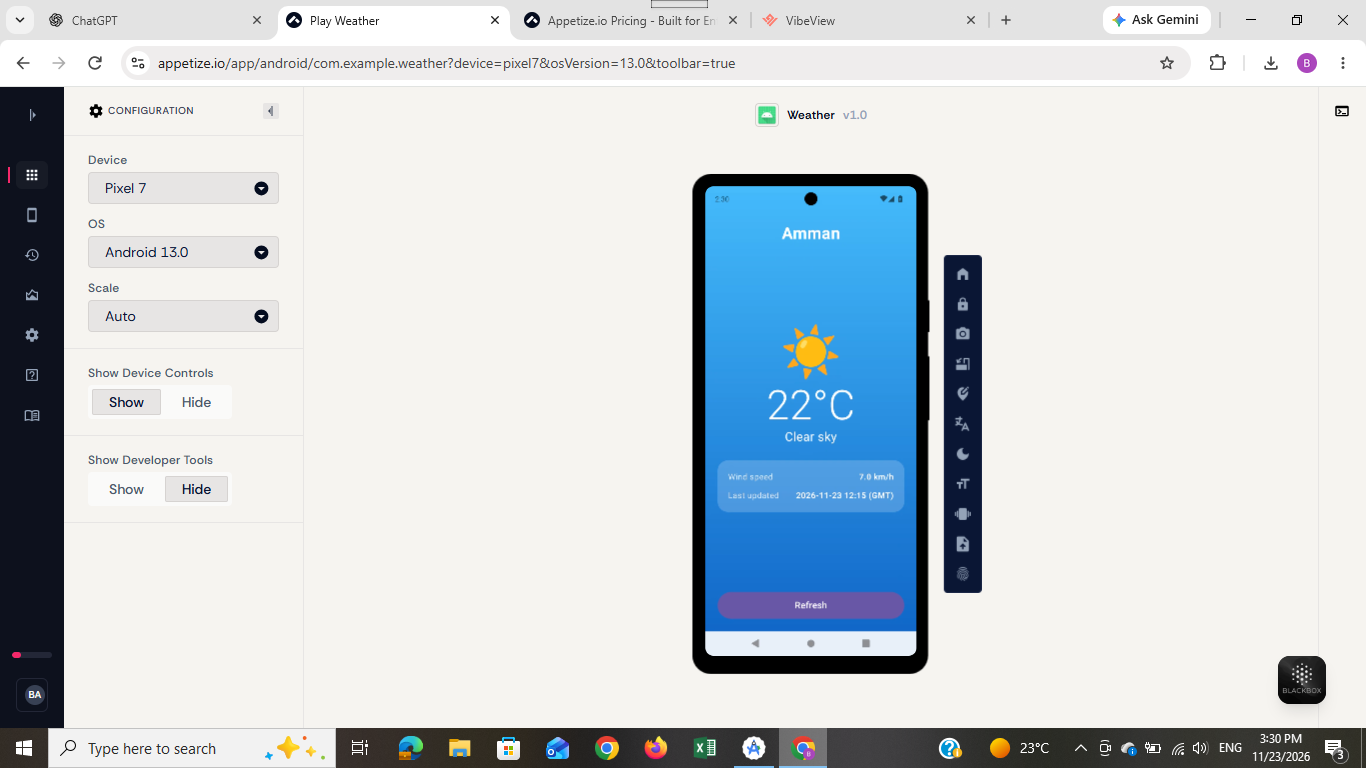 ChatGPT
Play Weather
Appetize.io Pricing - Built for En
VibeView
Ask Gemini
appetize.io/app/android/com.example.weather?device=pixel7&osVersion=13.0&toolbar=true
B
CONFIGURATION
Device
Pixel 7
OS
Android 13.0
Scale
Auto
Show Device Controls
Show Hide
Show Developer Tools
Show Hide
BA
Weather v1.0
Amman
22°C
Clear sky
Wind speed 7.0 km/h
Last updated 2026-11-23 12:15 (GMT)
Refresh
BLACKBOX
Type here to search
23°C
ENG
3:30 PM
11/23/2026
3